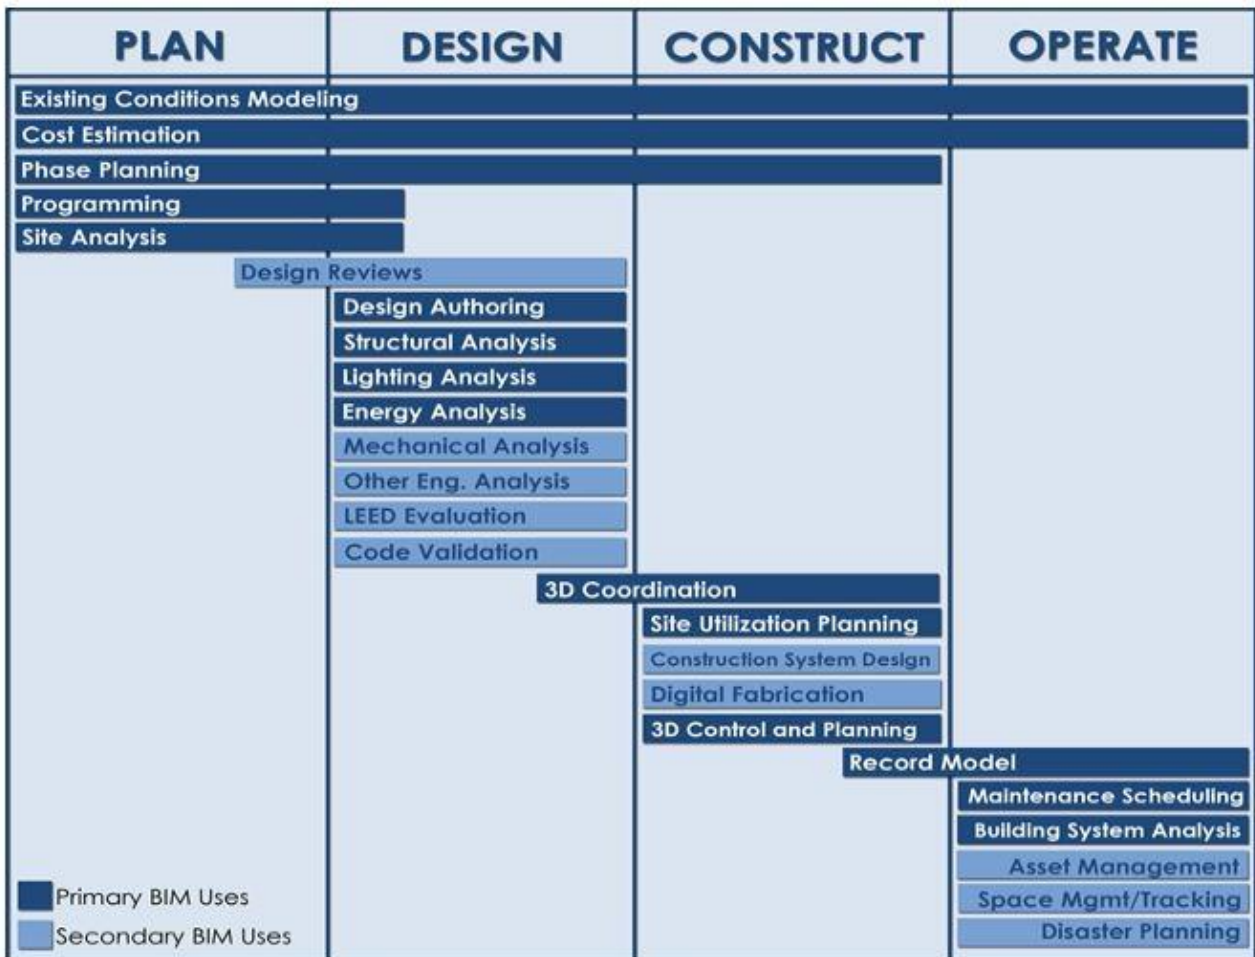 PLAN
DESIGN
CONSTRUCT
OPERATE
Existing Conditions Modeling
Cost Estimation
Phase Planning
Programming
Site Analysis
Design Reviews
Design Authoring
Structural Analysis
Lighting Analysis
Energy Analysis
Mechanical Analysis
Other Eng. Analysis
LEED Evaluation
Code Validation
3D Coordination
Site Utilization Planning
Construction System Design
Digital Fabrication
3D Control and Planning
Record Model
Maintenance Scheduling
Building System Analysis
Asset Management
Space Mgmt/Tracking
Disaster Planning
Primary BIM Uses
Secondary BIM Uses